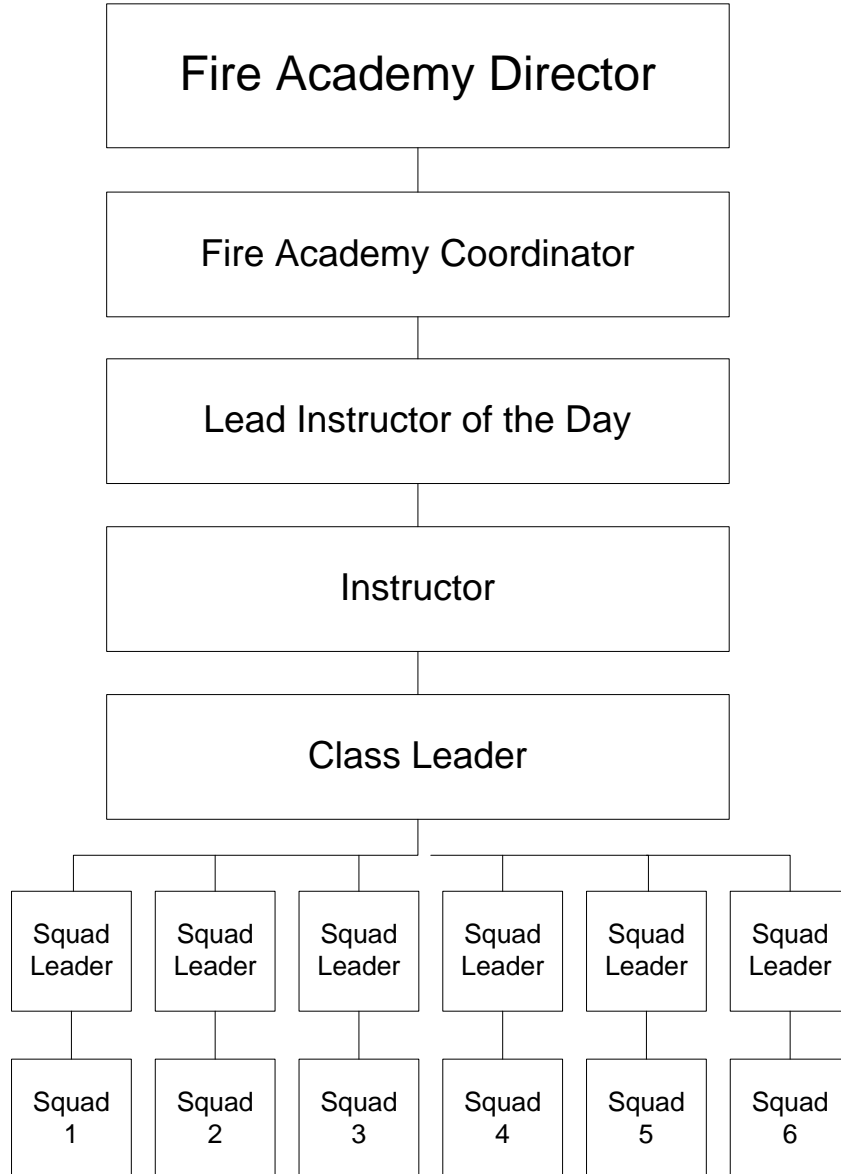 Fire Academy Director
Fire Academy Coordinator
Lead Instructor of the Day
Instructor
Class Leader
Squad
Leader
Squad
Leader
Squad
Leader
Squad
Leader
Squad
Leader
Squad
Leader
Squad
1
Squad
2
Squad
3
Squad
4
Squad
5
Squad
6